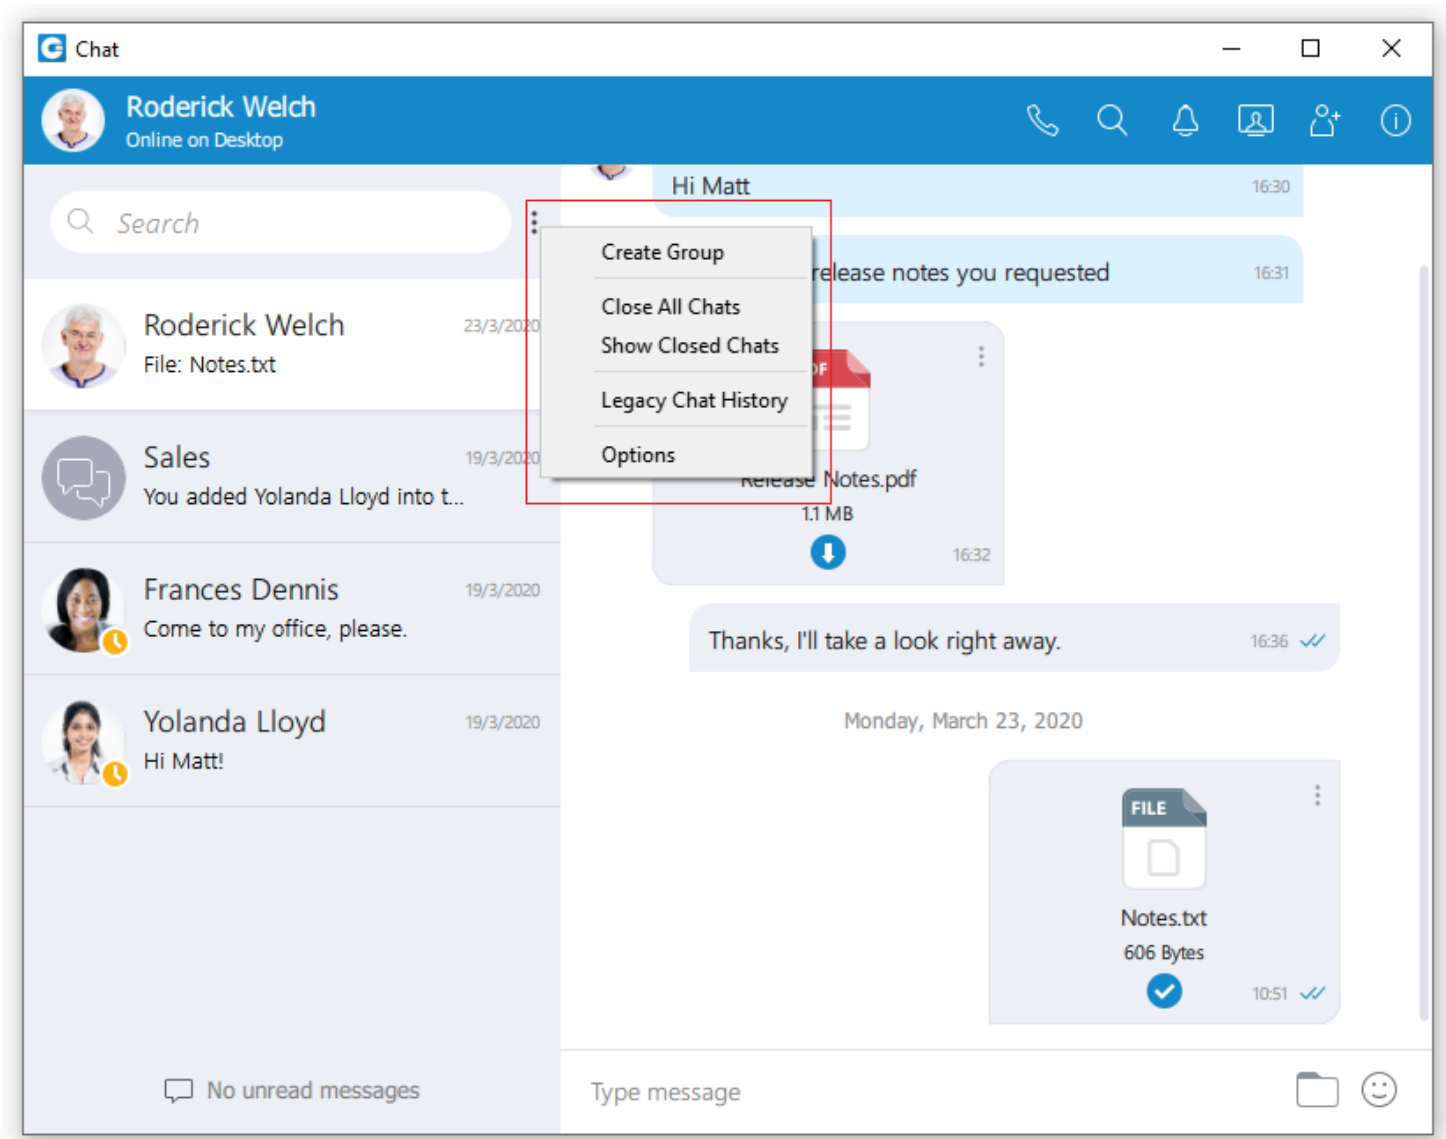 Chat
Roderick Welch
Online on Desktop
Search
Roderick Welch 23/3/2020
File: Notes.txt
Sales 19/3/2020
You added Yolanda Lloyd into t...
Frances Dennis 19/3/2020
Come to my office, please.
Yolanda Lloyd 19/3/2020
Hi Matt!
No unread messages
Create Group
Close All Chats
Show Closed Chats
Legacy Chat History
Options
Hi Matt 16:30
release notes you requested 16:31
Release Notes.pdf
1.1 MB
16:32
Thanks, I'll take a look right away. 16:36
Monday, March 23, 2020
FILE
Notes.txt
606 Bytes
10:51
Type message